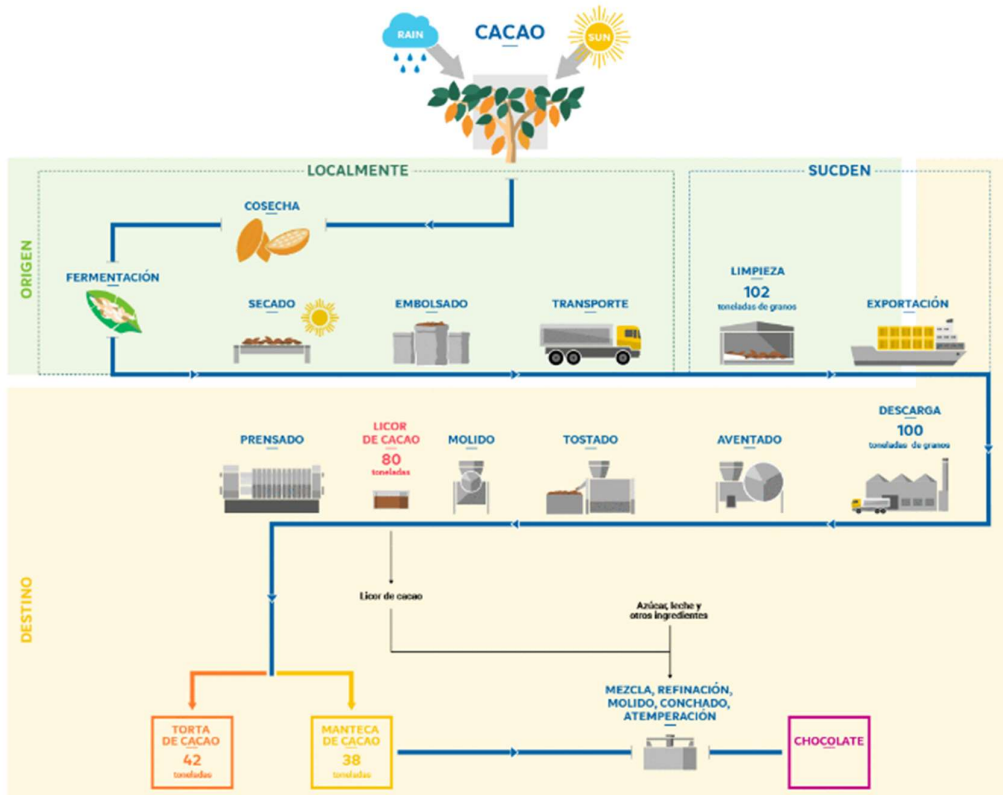 RAIN
CACAO
SUN
LOCALMENTE
SUCDEN
ORIGEN
COSECHA
FERMENTACIÓN
SECADO
EMBOLSADO
TRANSPORTE
LIMPIEZA
102
toneladas de granos
EXPORTACIÓN
DESTINO
PRENSADO
LICOR
DE CACAO
80
toneladas
MOLIDO
TOSTADO
AVENTADO
DESCARGA
100
toneladas de granos
Licor de cacao
Azúcar, leche y
otros ingredientes
MEZCLA, REFINACIÓN,
MOLIDO, CONCHADO,
ATEMPERACIÓN
TORTA
DE CACAO
42
toneladas
MANTECA
DE CACAO
38
toneladas
CHOCOLATE